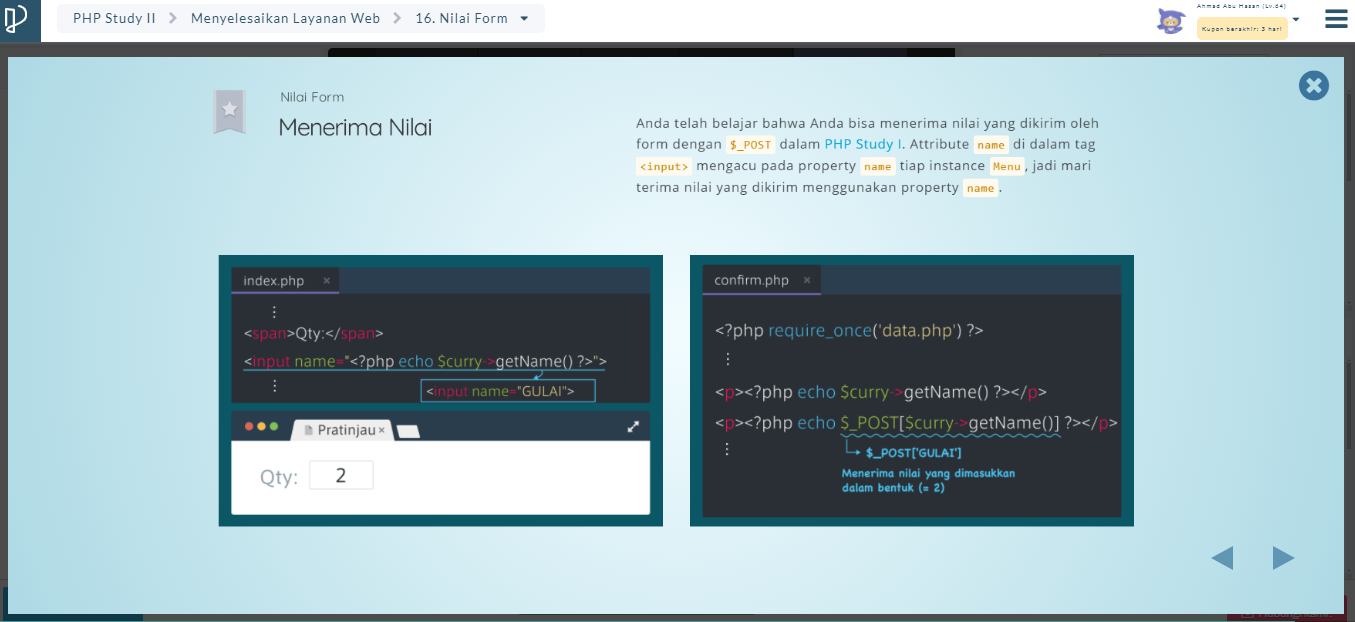 PHP Study II
Menyelesaikan Layanan Web
16. Nilai Form
Ahmad Abu Hasan (Lv.64)
Kupon berakhir: 3 hari
Nilai Form
Menerima Nilai
Anda telah belajar bahwa Anda bisa menerima nilai yang dikirim oleh
form dengan $_POST dalam PHP Study I. Attribute name di dalam tag
<input> mengacu pada property name tiap instance Menu, jadi mari
terima nilai yang dikirim menggunakan property name.
index.php ×
<span>Qty:</span>
<input name="<?php echo $curry->getName() ?>">
<input name="GULAI">
Pratinjau ×
Qty: 2
confirm.php ×
<?php require_once('data.php') ?>
<p><?php echo $curry->getName() ?></p>
<p><?php echo $_POST[$curry->getName()] ?></p>
$_POST['GULAI']
Menerima nilai yang dimasukkan
dalam bentuk (= 2)